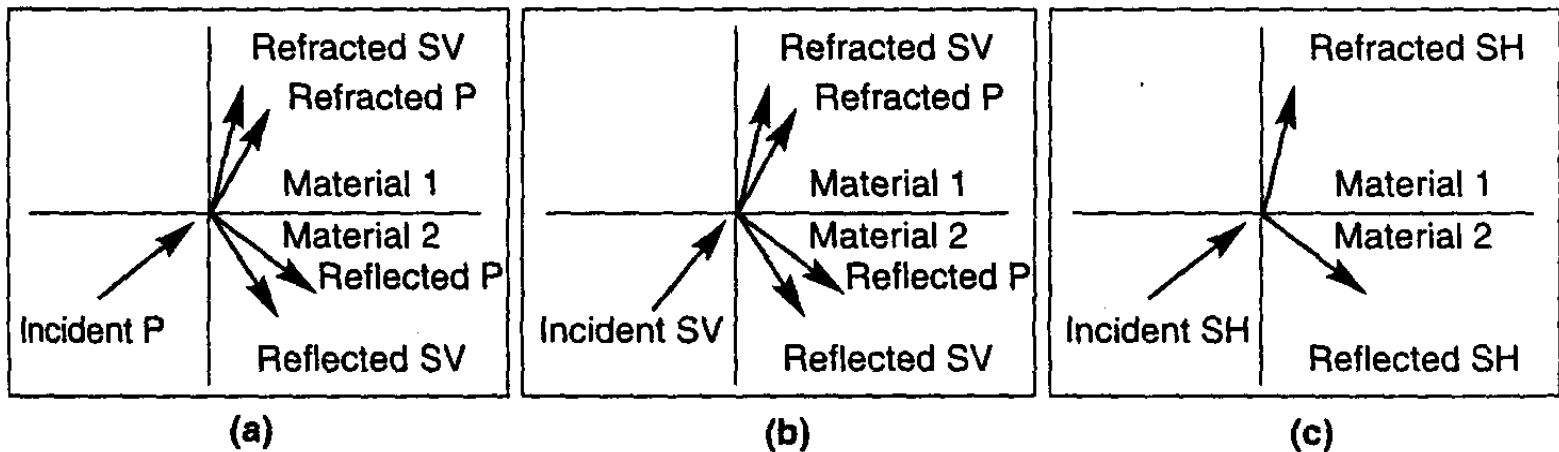 Refracted SV
Refracted P
Material 1
Material 2
Reflected P
Incident P
Reflected SV
(a)
Refracted SV
Refracted P
Material 1
Material 2
Reflected P
Incident SV
Reflected SV
(b)
Refracted SH
Material 1
Material 2
Incident SH
Reflected SH
(c)